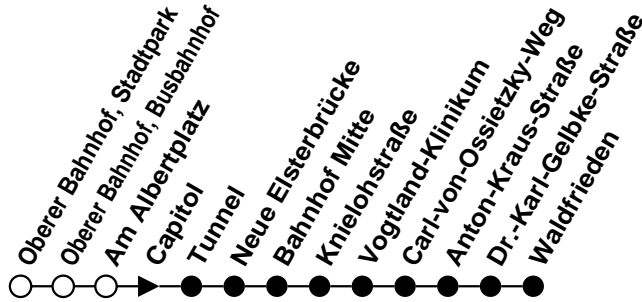 Oberer Bahnhof, Stadtpark
Oberer Bahnhof, Busbahnhof
Am Albertplatz
Capitol
Tunnel
Neue Elsterbrücke
Bahnhof Mitte
Knielohstraße
Vogtland-Klinikum
Carl-von-Ossietzky-Weg
Anton-Kraus-Straße
Dr.-Karl-Gelbke-Straße
Waldfrieden